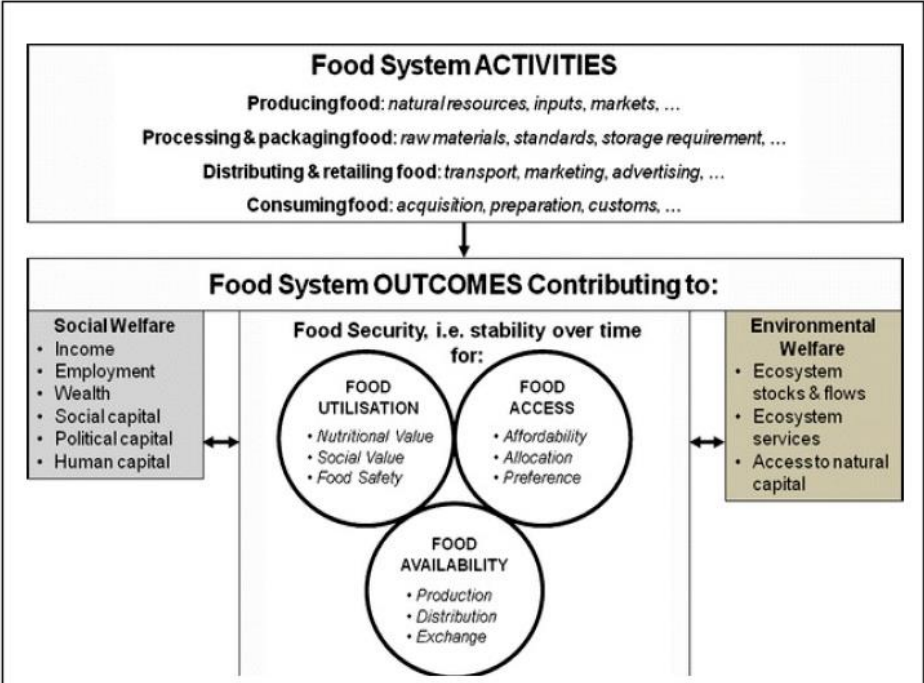 Food System ACTIVITIES
Producing food: natural resources, inputs, markets, ...
Processing & packaging food: raw materials, standards, storage requirement, ...
Distributing & retailing food: transport, marketing, advertising, ...
Consuming food: acquisition, preparation, customs, ...
Food System OUTCOMES Contributing to:
Social Welfare
• Income
• Employment
• Wealth
• Social capital
• Political capital
• Human capital
Food Security, i.e. stability over time
for:
FOOD
UTILISATION
• Nutritional Value
• Social Value
• Food Safety
FOOD
ACCESS
• Affordability
• Allocation
• Preference
FOOD
AVAILABILITY
• Production
• Distribution
• Exchange
Environmental
Welfare
• Ecosystem
stocks & flows
• Ecosystem
services
• Access to natural
capital